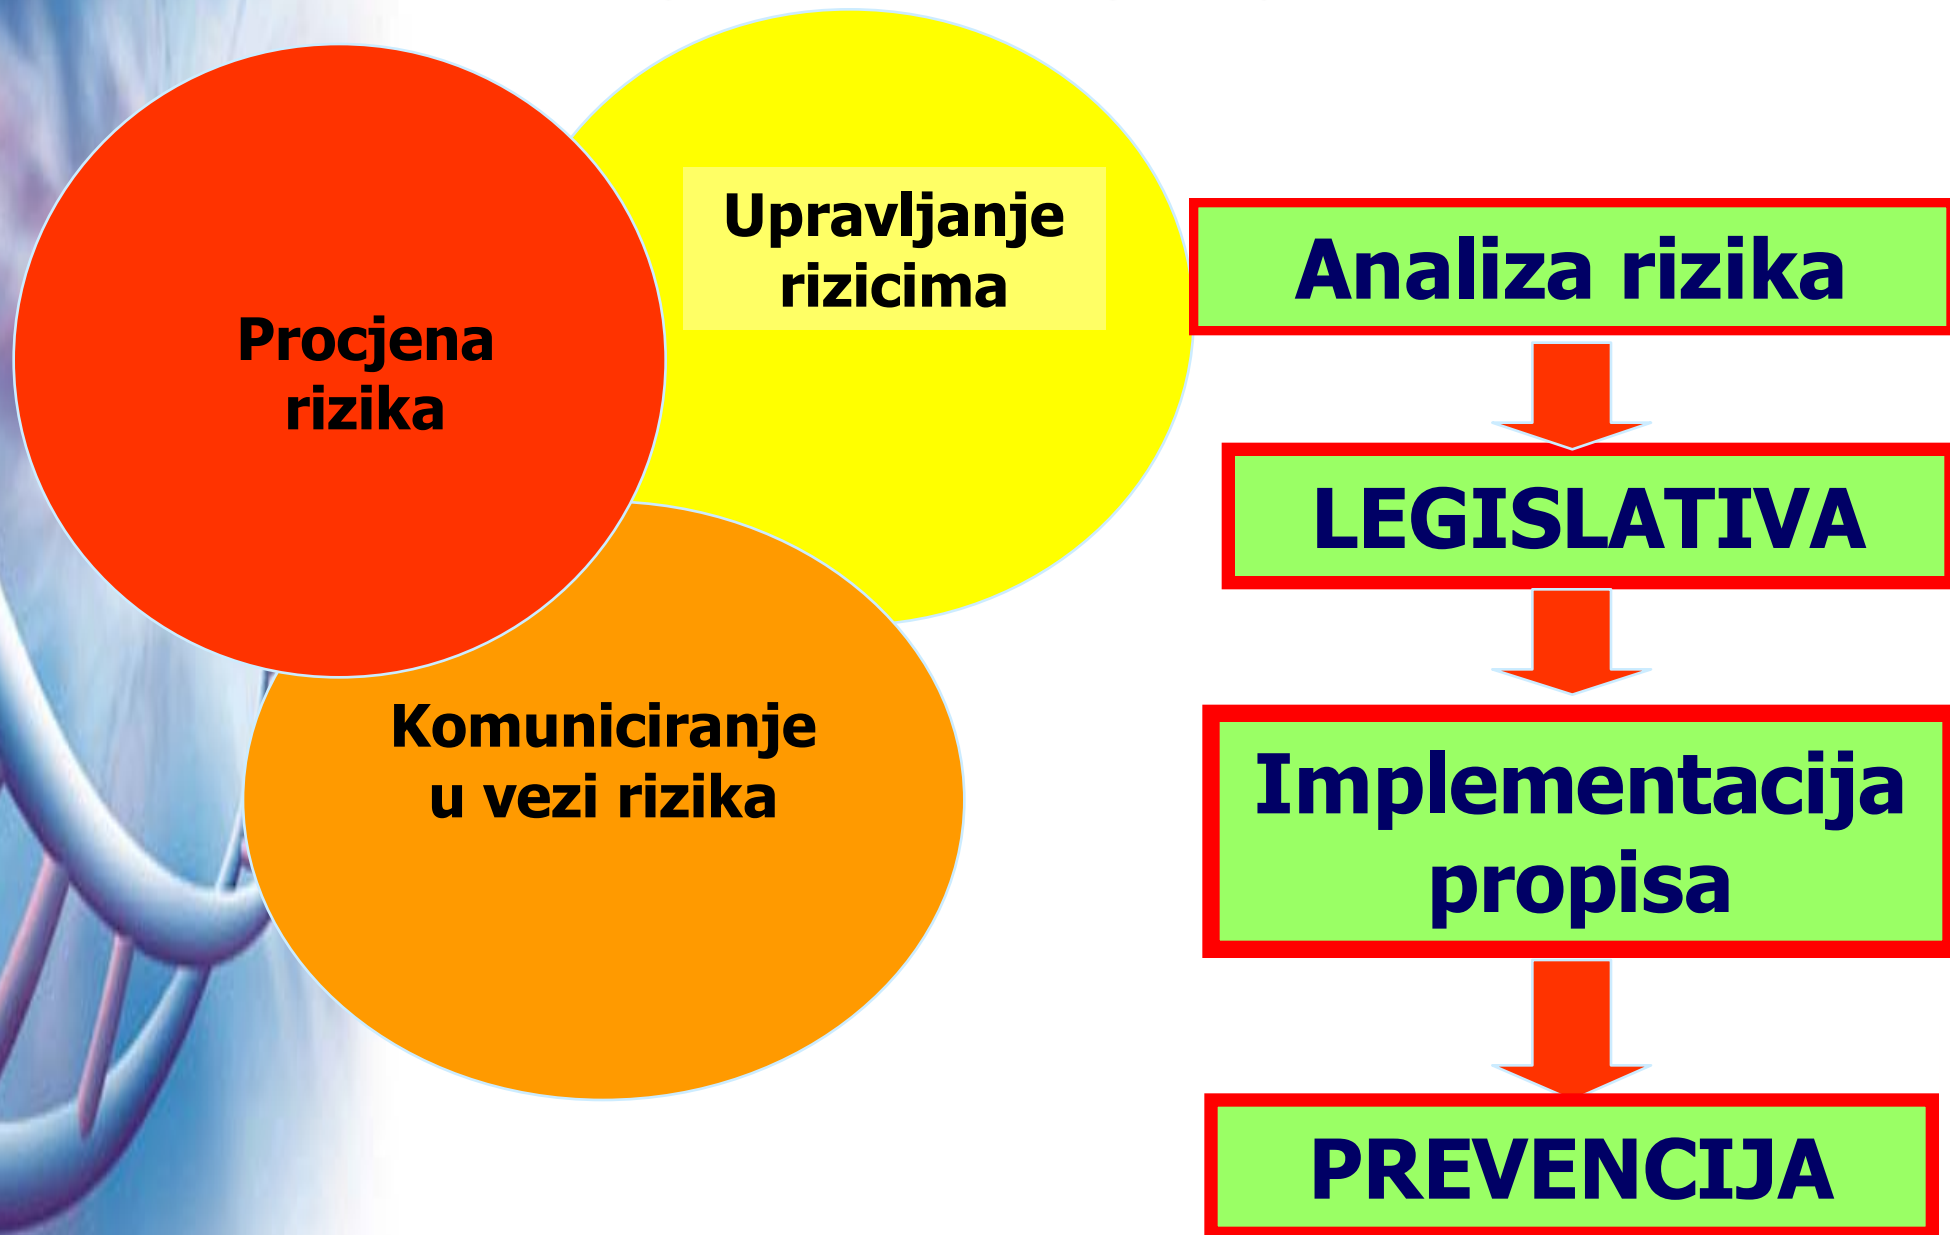 Procjena
rizika
Upravljanje
rizicima
Komuniciranje
u vezi rizika
Analiza rizika
LEGISLATIVA
Implementacija
propisa
PREVENCIJA